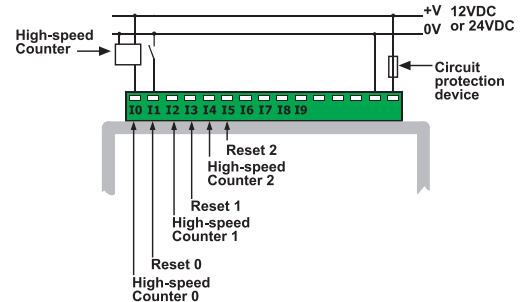 +V 12VDC
0V or 24VDC
High-speed
Counter
Circuit
protection
device
I0 I1 I2 I3 I4 I5 I6 I7 I8 I9
Reset 2
High-speed
Counter 2
Reset 1
High-speed
Counter 1
Reset 0
High-speed
Counter 0